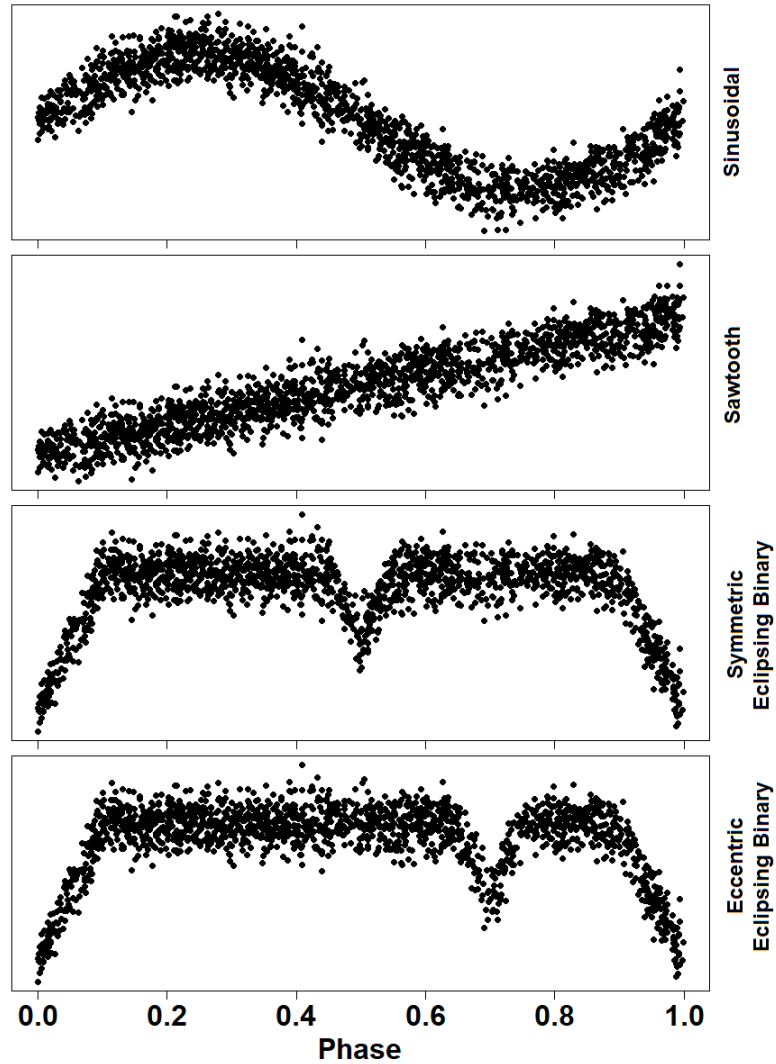 Sinusoidal
Sawtooth
Symmetric
Eclipsing Binary
Eccentric
Eclipsing Binary
0.0 0.2 0.4 0.6 0.8 1.0
Phase